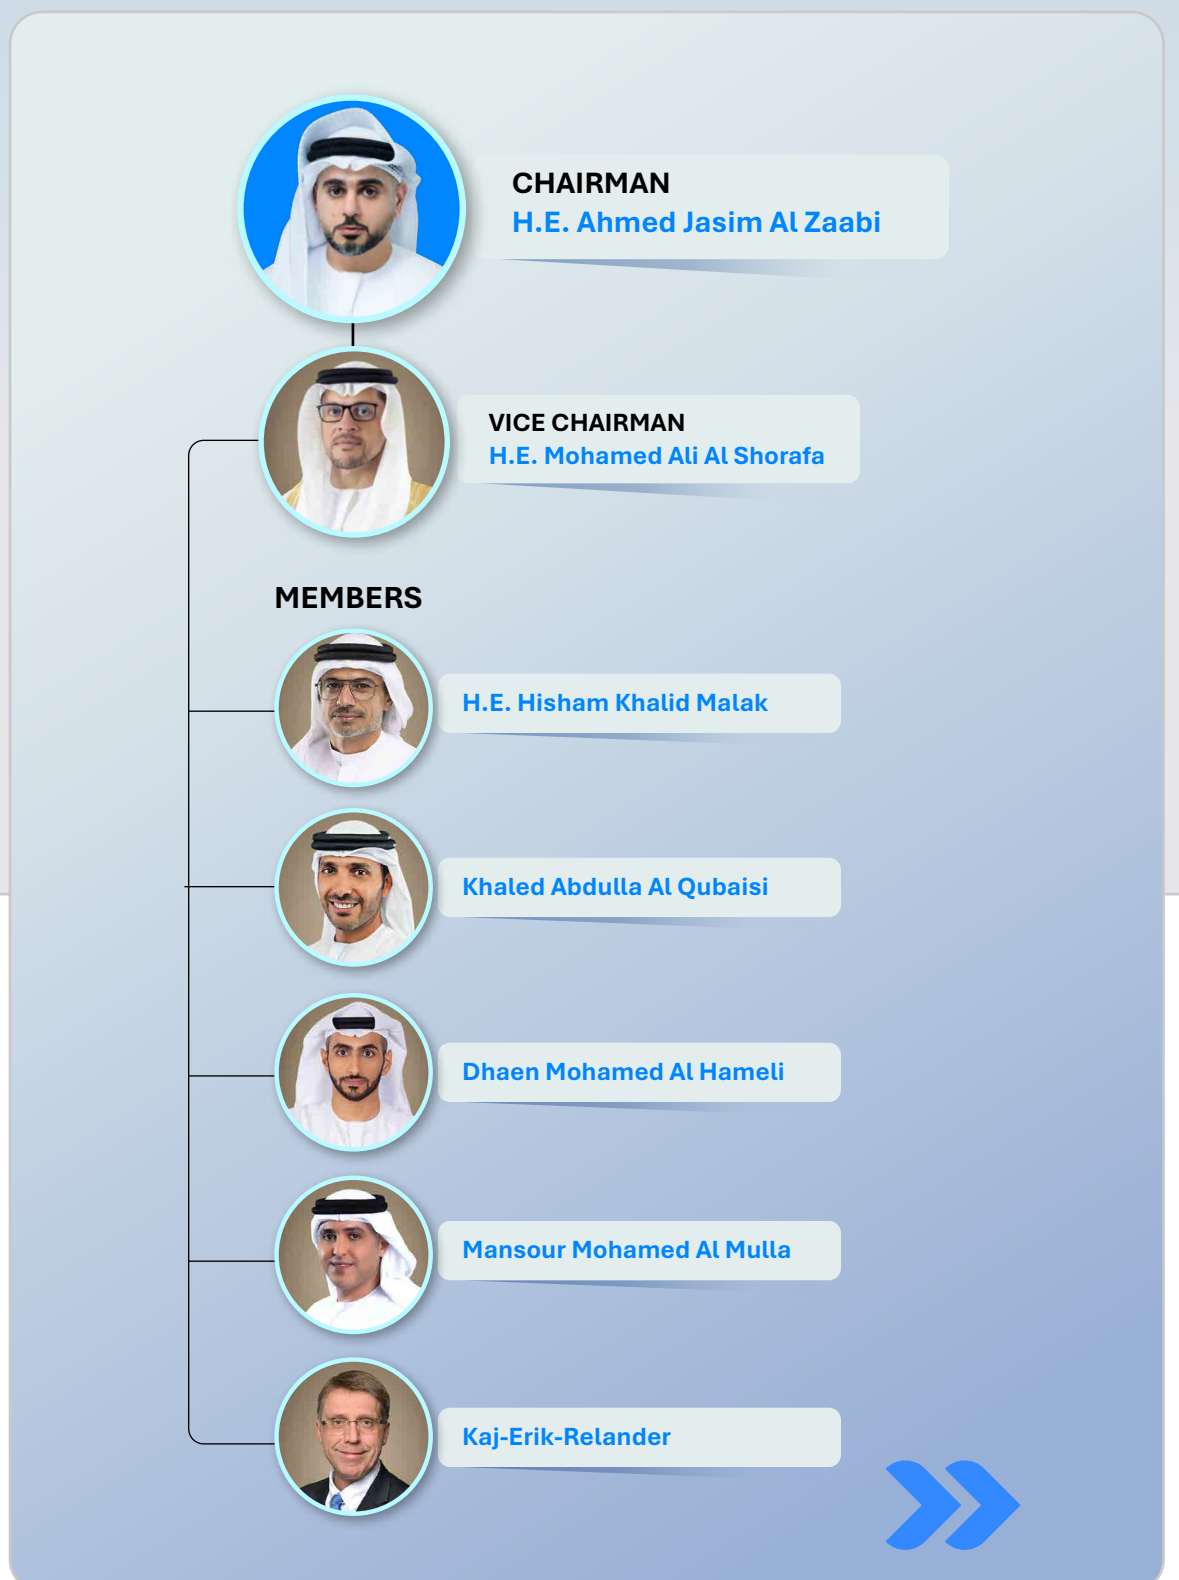 CHAIRMAN
H.E. Ahmed Jasim Al Zaabi
VICE CHAIRMAN
H.E. Mohamed Ali Al Shorafa
MEMBERS
H.E. Hisham Khalid Malak
Khaled Abdulla Al Qubaisi
Dhaen Mohamed Al Hameli
Mansour Mohamed Al Mulla
Kaj-Erik-Relander